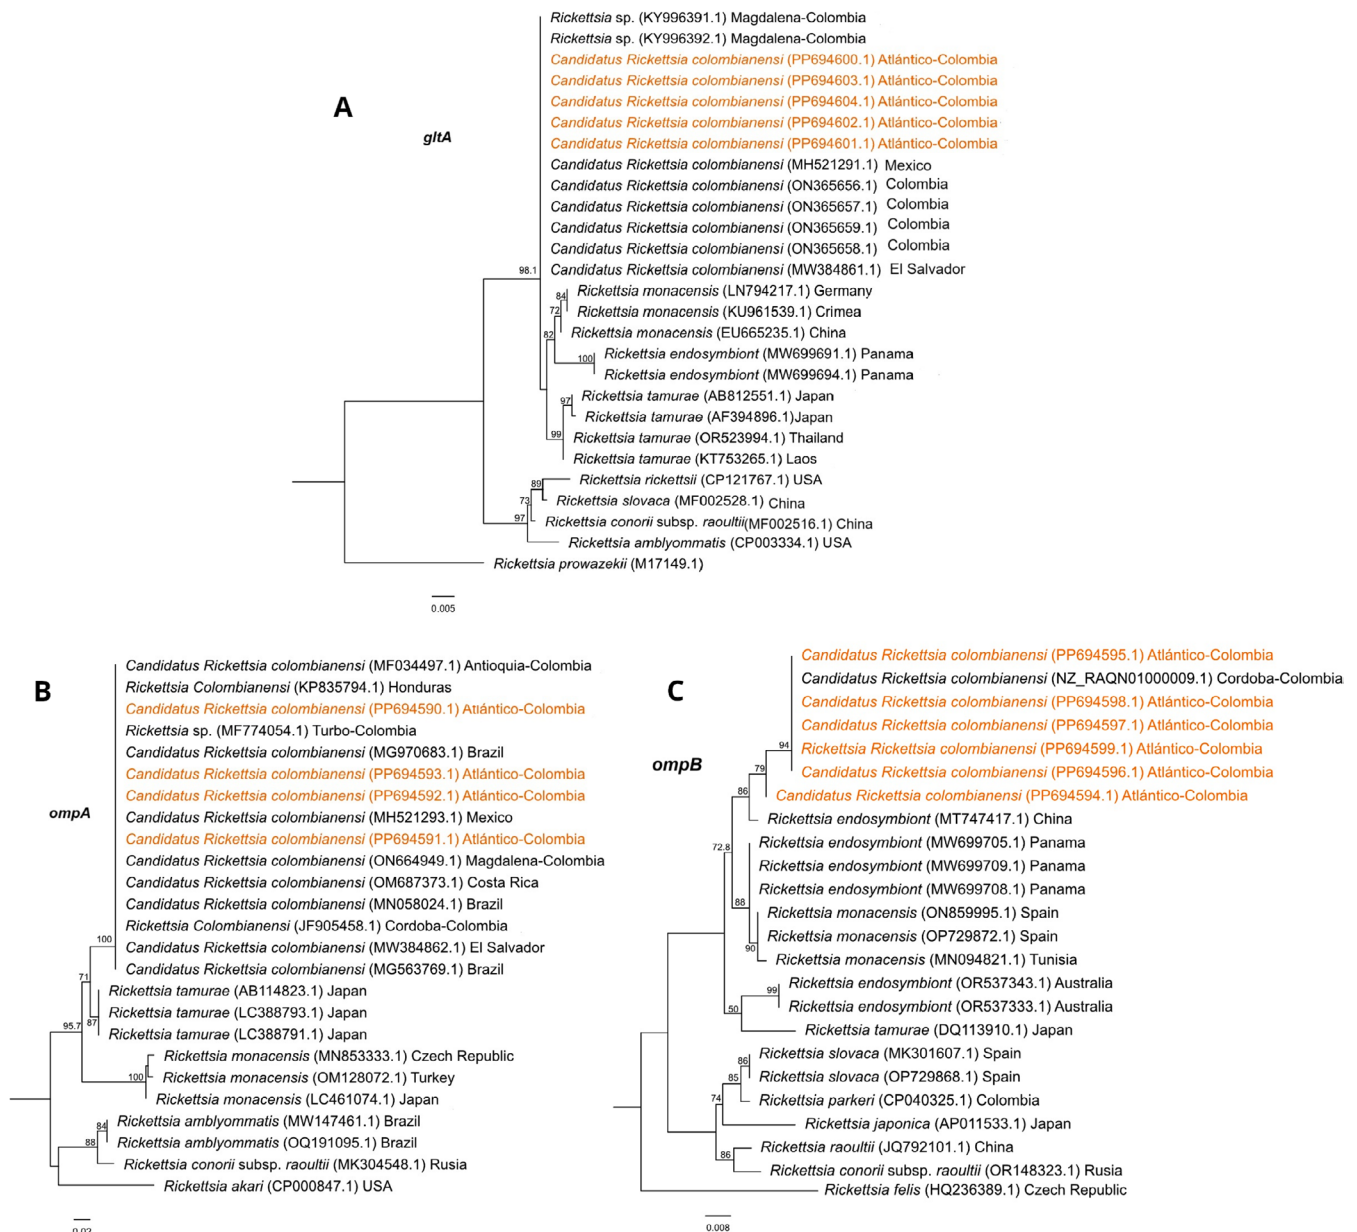 Rickettsia sp. (KY996391.1) Magdalena-Colombia
Rickettsia sp. (KY996392.1) Magdalena-Colombia
Candidatus Rickettsia colombianensi (PP694600.1) Atlántico-Colombia
Candidatus Rickettsia colombianensi (PP694603.1) Atlántico-Colombia
A
Candidatus Rickettsia colombianensi (PP694604.1) Atlántico-Colombia
Candidatus Rickettsia colombianensi (PP694602.1) Atlántico-Colombia
gltA
Candidatus Rickettsia colombianensi (PP694601.1) Atlántico-Colombia
Candidatus Rickettsia colombianensi (MH521291.1) Mexico
Candidatus Rickettsia colombianensi (ON365656.1) Colombia
Candidatus Rickettsia colombianensi (ON365657.1) Colombia
Candidatus Rickettsia colombianensi (ON365659.1) Colombia
Candidatus Rickettsia colombianensi (ON365658.1) Colombia
98.1
Candidatus Rickettsia colombianensi (MW384861.1) El Salvador
84
Rickettsia monacensis (LN794217.1) Germany
72
Rickettsia monacensis (KU961539.1) Crimea
82
Rickettsia monacensis (EU665235.1) China
100
Rickettsia endosymbiont (MW699691.1) Panama
Rickettsia endosymbiont (MW699694.1) Panama
97
Rickettsia tamurae (AB812551.1) Japan
Rickettsia tamurae (AF394896.1)Japan
99
Rickettsia tamurae (OR523994.1) Thailand
Rickettsia tamurae (KT753265.1) Laos
89
Rickettsia rickettsii (CP121767.1) USA
73
Rickettsia slovaca (MF002528.1) China
97
Rickettsia conorii subsp. raoultii(MF002516.1) China
Rickettsia amblyommatis (CP003334.1) USA
Rickettsia prowazekii (M17149.1)
0.005
B
ompA
Candidatus Rickettsia colombianensi (MF034497.1) Antioquia-Colombia
Rickettsia Colombianensi (KP835794.1) Honduras
Candidatus Rickettsia colombianensi (PP694590.1) Atlántico-Colombia
Rickettsia sp. (MF774054.1) Turbo-Colombia
Candidatus Rickettsia colombianensi (MG970683.1) Brazil
Candidatus Rickettsia colombianensi (PP694593.1) Atlántico-Colombia
Candidatus Rickettsia colombianensi (PP694592.1) Atlántico-Colombia
Candidatus Rickettsia colombianensi (MH521293.1) Mexico
Candidatus Rickettsia colombianensi (PP694591.1) Atlántico-Colombia
Candidatus Rickettsia colombianensi (ON664949.1) Magdalena-Colombia
Candidatus Rickettsia colombianensi (OM687373.1) Costa Rica
Candidatus Rickettsia colombianensi (MN058024.1) Brazil
Rickettsia Colombianensi (JF905458.1) Cordoba-Colombia
100
Candidatus Rickettsia colombianensi (MW384862.1) El Salvador
Candidatus Rickettsia colombianensi (MG563769.1) Brazil
71
Rickettsia tamurae (AB114823.1) Japan
Rickettsia tamurae (LC388793.1) Japan
95.7
87
Rickettsia tamurae (LC388791.1) Japan
Rickettsia monacensis (MN853333.1) Czech Republic
100
Rickettsia monacensis (OM128072.1) Turkey
Rickettsia monacensis (LC461074.1) Japan
84
Rickettsia amblyommatis (MW147461.1) Brazil
88
Rickettsia amblyommatis (OQ191095.1) Brazil
Rickettsia conorii subsp. raoultii (MK304548.1) Rusia
Rickettsia akari (CP000847.1) USA
C
ompB
Candidatus Rickettsia colombianensi (PP694595.1) Atlántico-Colombia
Candidatus Rickettsia colombianensi (NZ_RAQN01000009.1) Cordoba-Colombia
Candidatus Rickettsia colombianensi (PP694598.1) Atlántico-Colombia
Candidatus Rickettsia colombianensi (PP694597.1) Atlántico-Colombia
94
Rickettsia Rickettsia colombianensi (PP694599.1) Atlántico-Colombia
79
Candidatus Rickettsia colombianensi (PP694596.1) Atlántico-Colombia
86
Candidatus Rickettsia colombianensi (PP694594.1) Atlántico-Colombia
Rickettsia endosymbiont (MT747417.1) China
72.8
Rickettsia endosymbiont (MW699705.1) Panama
Rickettsia endosymbiont (MW699709.1) Panama
Rickettsia endosymbiont (MW699708.1) Panama
88
Rickettsia monacensis (ON859995.1) Spain
Rickettsia monacensis (OP729872.1) Spain
90
Rickettsia monacensis (MN094821.1) Tunisia
99
Rickettsia endosymbiont (OR537343.1) Australia
50
Rickettsia endosymbiont (OR537333.1) Australia
Rickettsia tamurae (DQ113910.1) Japan
86
Rickettsia slovaca (MK301607.1) Spain
85
Rickettsia slovaca (OP729868.1) Spain
74
Rickettsia parkeri (CP040325.1) Colombia
Rickettsia japonica (AP011533.1) Japan
86
Rickettsia raoultii (JQ792101.1) China
Rickettsia conorii subsp. raoultii (OR148323.1) Rusia
Rickettsia felis (HQ236389.1) Czech Republic
0.008